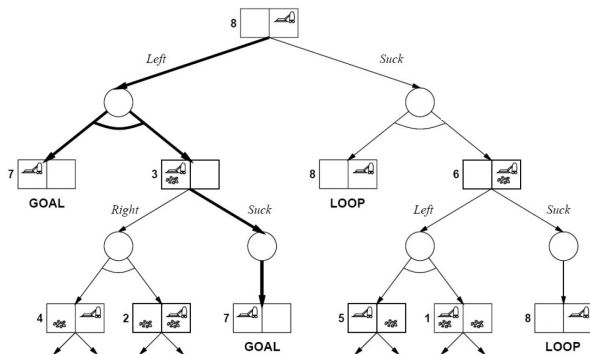 8
Left Suck
7 3 8 6
GOAL LOOP
Right Suck Left Suck
4 2 7 5 1 8
GOAL LOOP